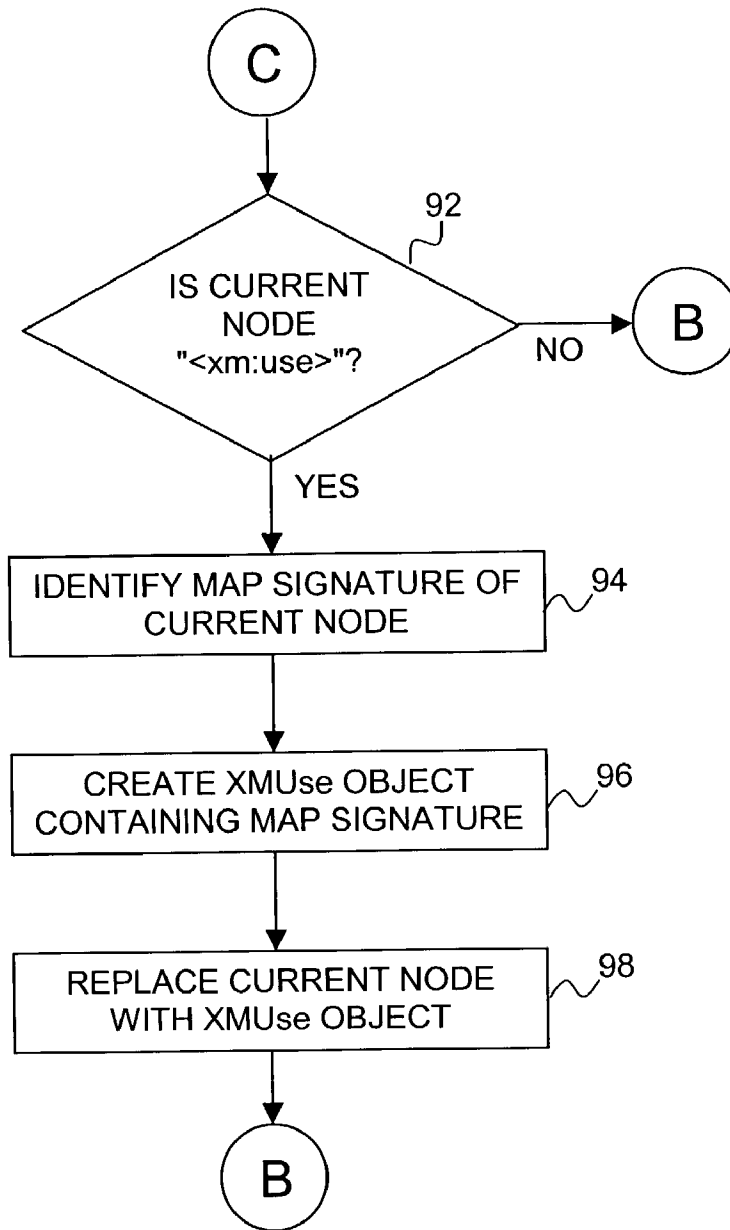 C
92
IS CURRENT
NODE
"<xm:use>"?
B
NO
YES
IDENTIFY MAP SIGNATURE OF
CURRENT NODE
94
CREATE XMUse OBJECT
CONTAINING MAP SIGNATURE
96
REPLACE CURRENT NODE
WITH XMUse OBJECT
98
B